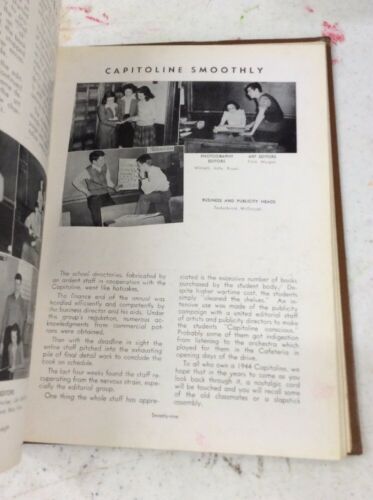 CAPITOLINE SMOOTHLY
PHOTOGRAPHY
EDITORS
ART EDITORS
BUSINESS AND PUBLICITY HEADS
The school directories, fabricated by
an ardent staff in cooperation with the
Capitoline, went like hotcakes.
The finance end of the annual was
handled efficiently and competently by
the business director and his aids. Under
the group's regulation, numerous ac-
knowledgments from commercial pat-
rons were obtained.
Then with the deadline in sight the
entire staff pitched into the exhausting
pile of final detail work to conclude the
book on schedule.
The last four weeks found the staff re-
cuperating from the nervous strain, espe-
cially the editorial group.
One thing the whole staff has appre-
ciated is the excessive number of books
purchased by the student body. De-
spite higher wartime cost, the students
simply "cleaned the shelves." An in-
tensive use was made of the publicity
campaign with a united editorial staff
of artists and publicity directors to make
the students "Capitoline conscious."
Probably some of them got indigestion
from listening to the orchestra which
played for them in the Cafeteria in
opening days of the drive.
To all who own a 1944 Capitoline, we
hope that in the years to come as you
look back through it, a nostalgic cord
will be touched and you will recall some
of the old classmates or a slapstick
assembly.
Seventy-nine